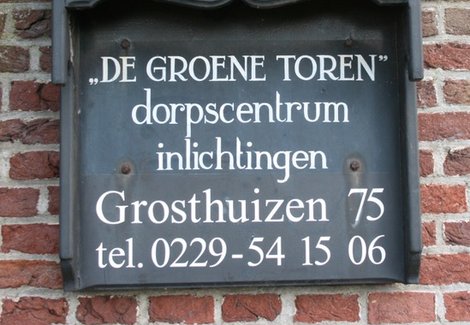 „DE GROENE TOREN”
dorpscentrum
inlichtingen
Grosthuizen 75
tel. 0229-54 15 06